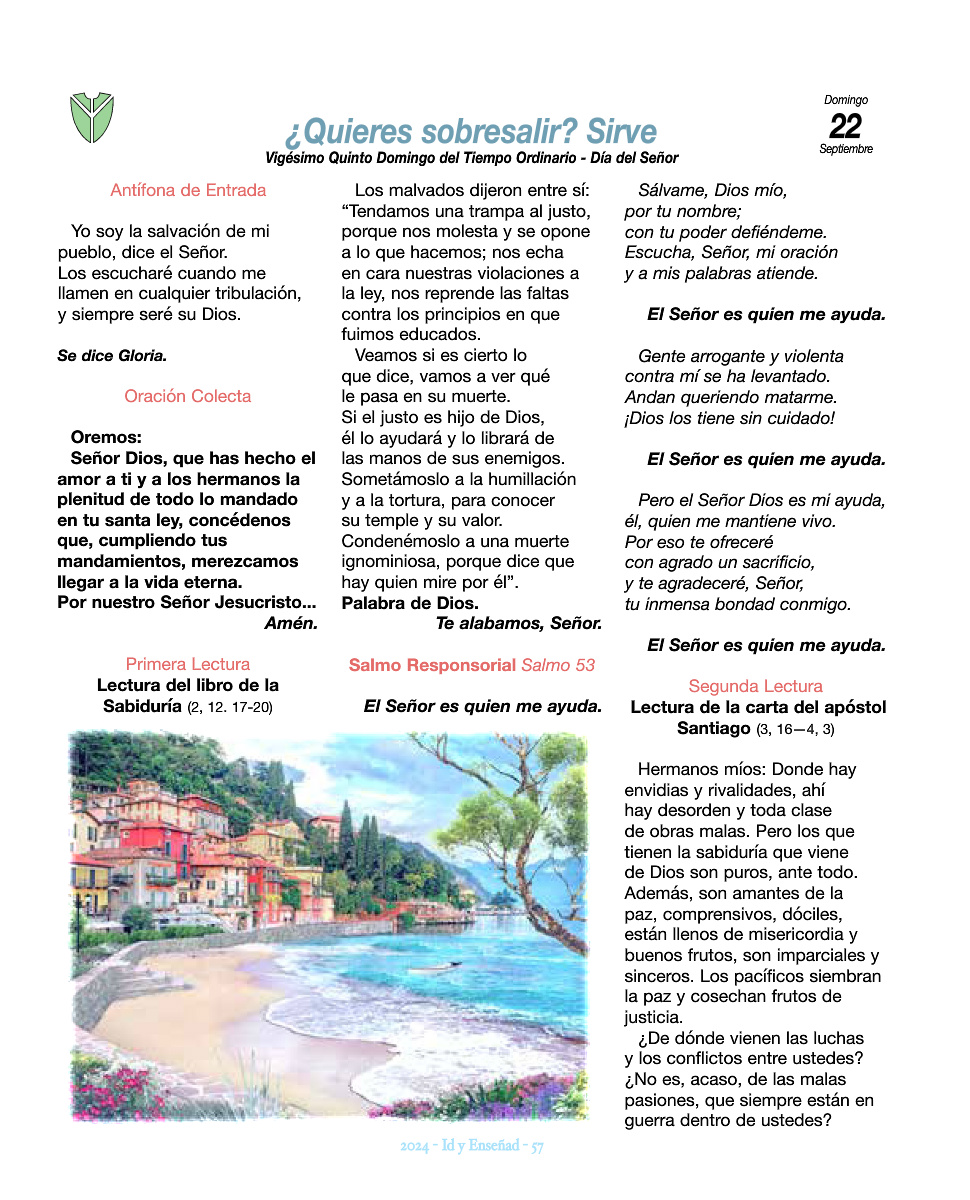 ¿Quieres sobresalir? Sirve
Vigésimo Quinto Domingo del Tiempo Ordinario - Día del Señor
Domingo
22
Septiembre
Antífona de Entrada
Yo soy la salvación de mi
pueblo, dice el Señor.
Los escucharé cuando me
llamen en cualquier tribulación,
y siempre seré su Dios.
Se dice Gloria.
Oración Colecta
Oremos:
Señor Dios, que has hecho el
amor a ti y a los hermanos la
plenitud de todo lo mandado
en tu santa ley, concédenos
que, cumpliendo tus
mandamientos, merezcamos
llegar a la vida eterna.
Por nuestro Señor Jesucristo...
Amén.
Primera Lectura
Lectura del libro de la
Sabiduría (2, 12. 17-20)
Los malvados dijeron entre sí:
“Tendamos una trampa al justo,
porque nos molesta y se opone
a lo que hacemos; nos echa
en cara nuestras violaciones a
la ley, nos reprende las faltas
contra los principios en que
fuimos educados.
Veamos si es cierto lo
que dice, vamos a ver qué
le pasa en su muerte.
Si el justo es hijo de Dios,
él lo ayudará y lo librará de
las manos de sus enemigos.
Sometámoslo a la humillación
y a la tortura, para conocer
su temple y su valor.
Condenémoslo a una muerte
ignominiosa, porque dice que
hay quien mire por él”.
Palabra de Dios.
Te alabamos, Señor.
Salmo Responsorial Salmo 53
El Señor es quien me ayuda.
Sálvame, Dios mío,
por tu nombre;
con tu poder defiéndeme.
Escucha, Señor, mi oración
y a mis palabras atiende.
El Señor es quien me ayuda.
Gente arrogante y violenta
contra mí se ha levantado.
Andan queriendo matarme.
¡Dios los tiene sin cuidado!
El Señor es quien me ayuda.
Pero el Señor Dios es mi ayuda,
él, quien me mantiene vivo.
Por eso te ofreceré
con agrado un sacrificio,
y te agradeceré, Señor,
tu inmensa bondad conmigo.
El Señor es quien me ayuda.
Segunda Lectura
Lectura de la carta del apóstol
Santiago (3, 16—4, 3)
Hermanos míos: Donde hay
envidias y rivalidades, ahí
hay desorden y toda clase
de obras malas. Pero los que
tienen la sabiduría que viene
de Dios son puros, ante todo.
Además, son amantes de la
paz, comprensivos, dóciles,
están llenos de misericordia y
buenos frutos, son imparciales y
sinceros. Los pacíficos siembran
la paz y cosechan frutos de
justicia.
¿De dónde vienen las luchas
y los conflictos entre ustedes?
¿No es, acaso, de las malas
pasiones, que siempre están en
guerra dentro de ustedes?
2024 - Id y Enseñad - 57